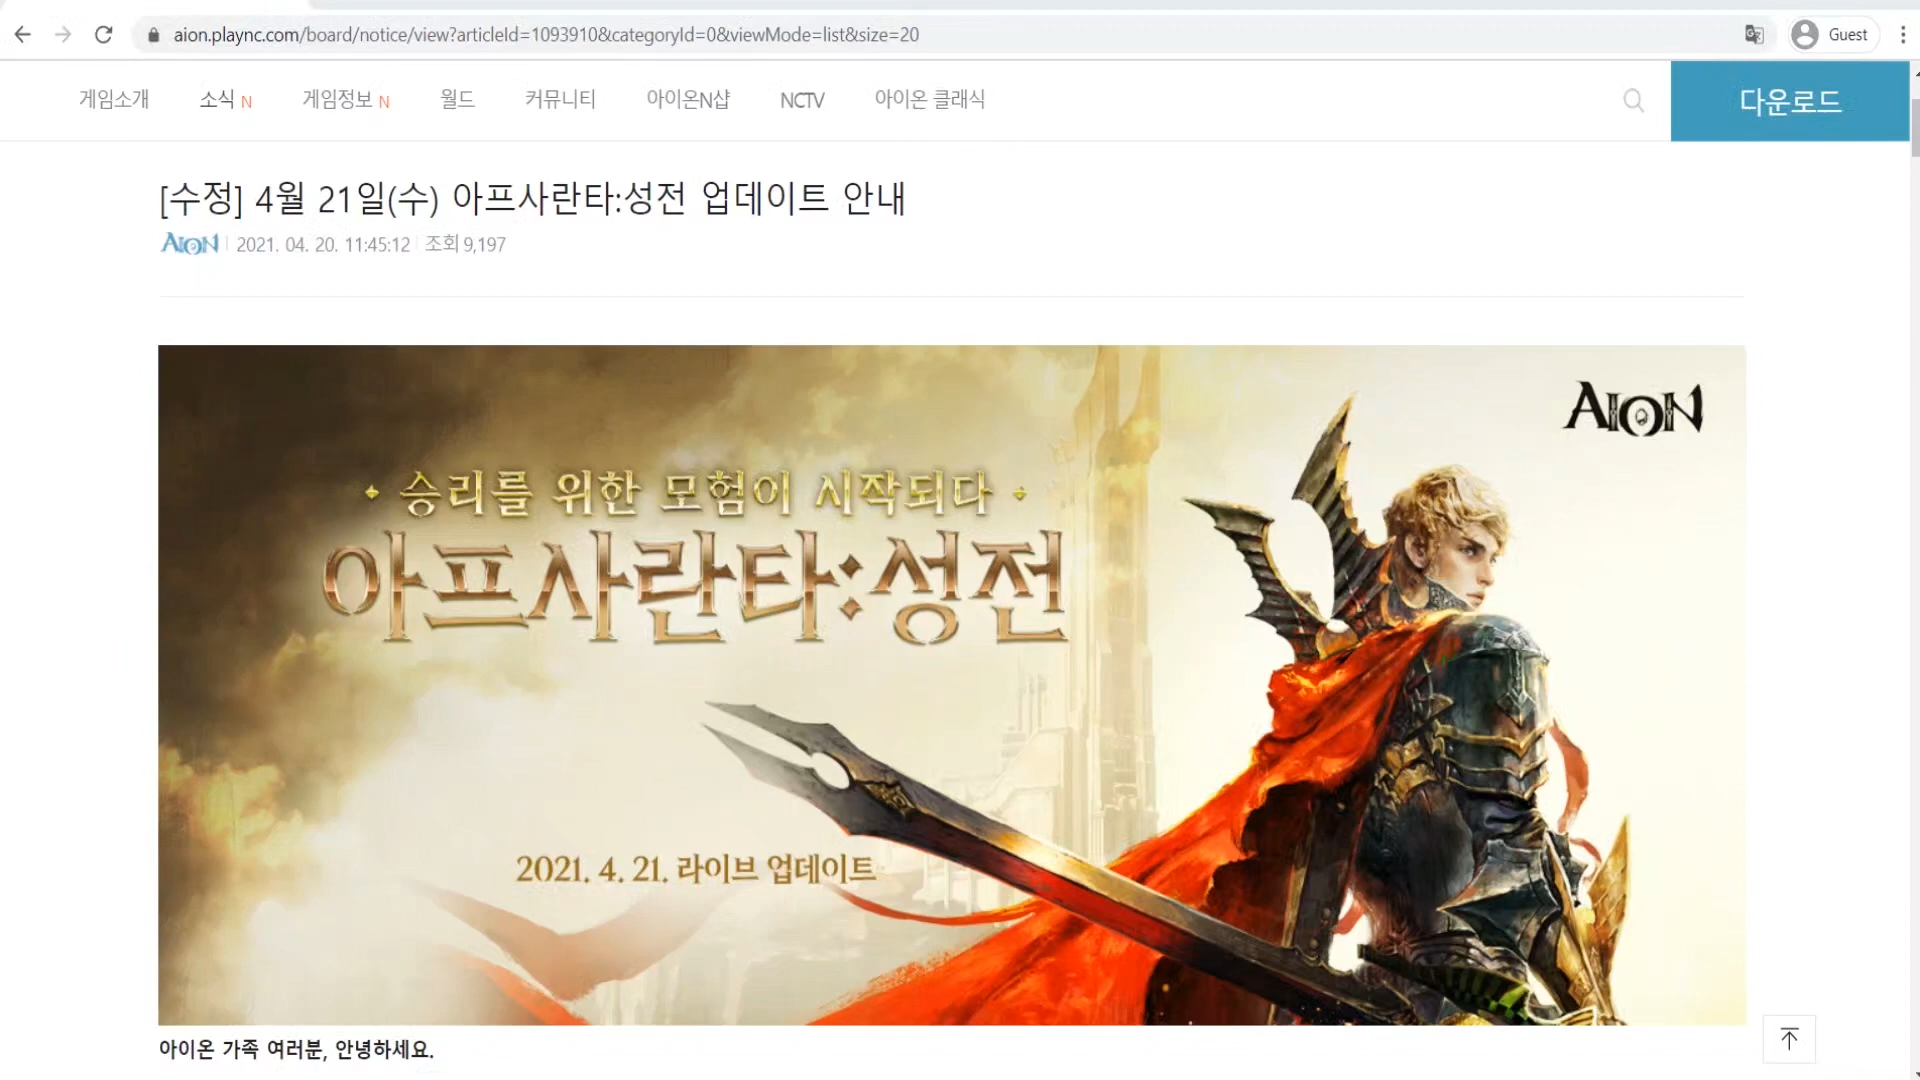 aion.plaync.com/board/notice/view?articleId=1093910&categoryId=0&viewMode=list&size=20
Guest
게임소개 소식 N 게임정보 N 월드 커뮤니티 아이온N샵 NCTV 아이온 클래식
다운로드
[수정] 4월 21일(수) 아프사란타:성전 업데이트 안내
AION 2021. 04. 20. 11:45:12 조회 9,197
AION
승리를 위한 모험이 시작되다
아프사란타:성전
2021. 4. 21. 라이브 업데이트
아이온 가족 여러분, 안녕하세요.